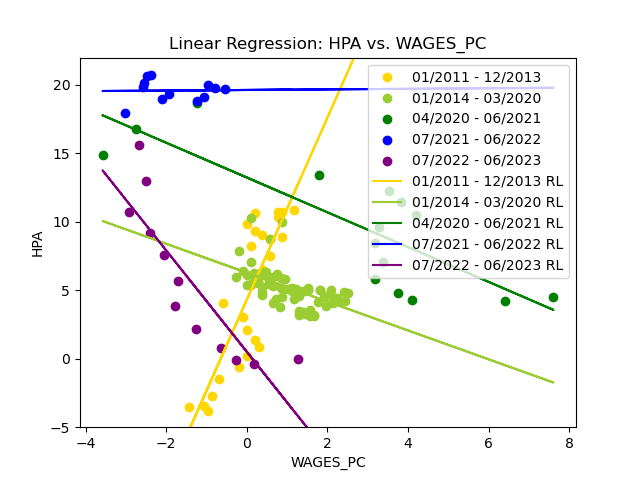 Linear Regression: HPA vs. WAGES_PC
20
15
10
5
0
−5
HPA
−4
−2
0
2
4
6
8
WAGES_PC
01/2011 - 12/2013
01/2014 - 03/2020
04/2020 - 06/2021
07/2021 - 06/2022
07/2022 - 06/2023
01/2011 - 12/2013 RL
01/2014 - 03/2020 RL
04/2020 - 06/2021 RL
07/2021 - 06/2022 RL
07/2022 - 06/2023 RL